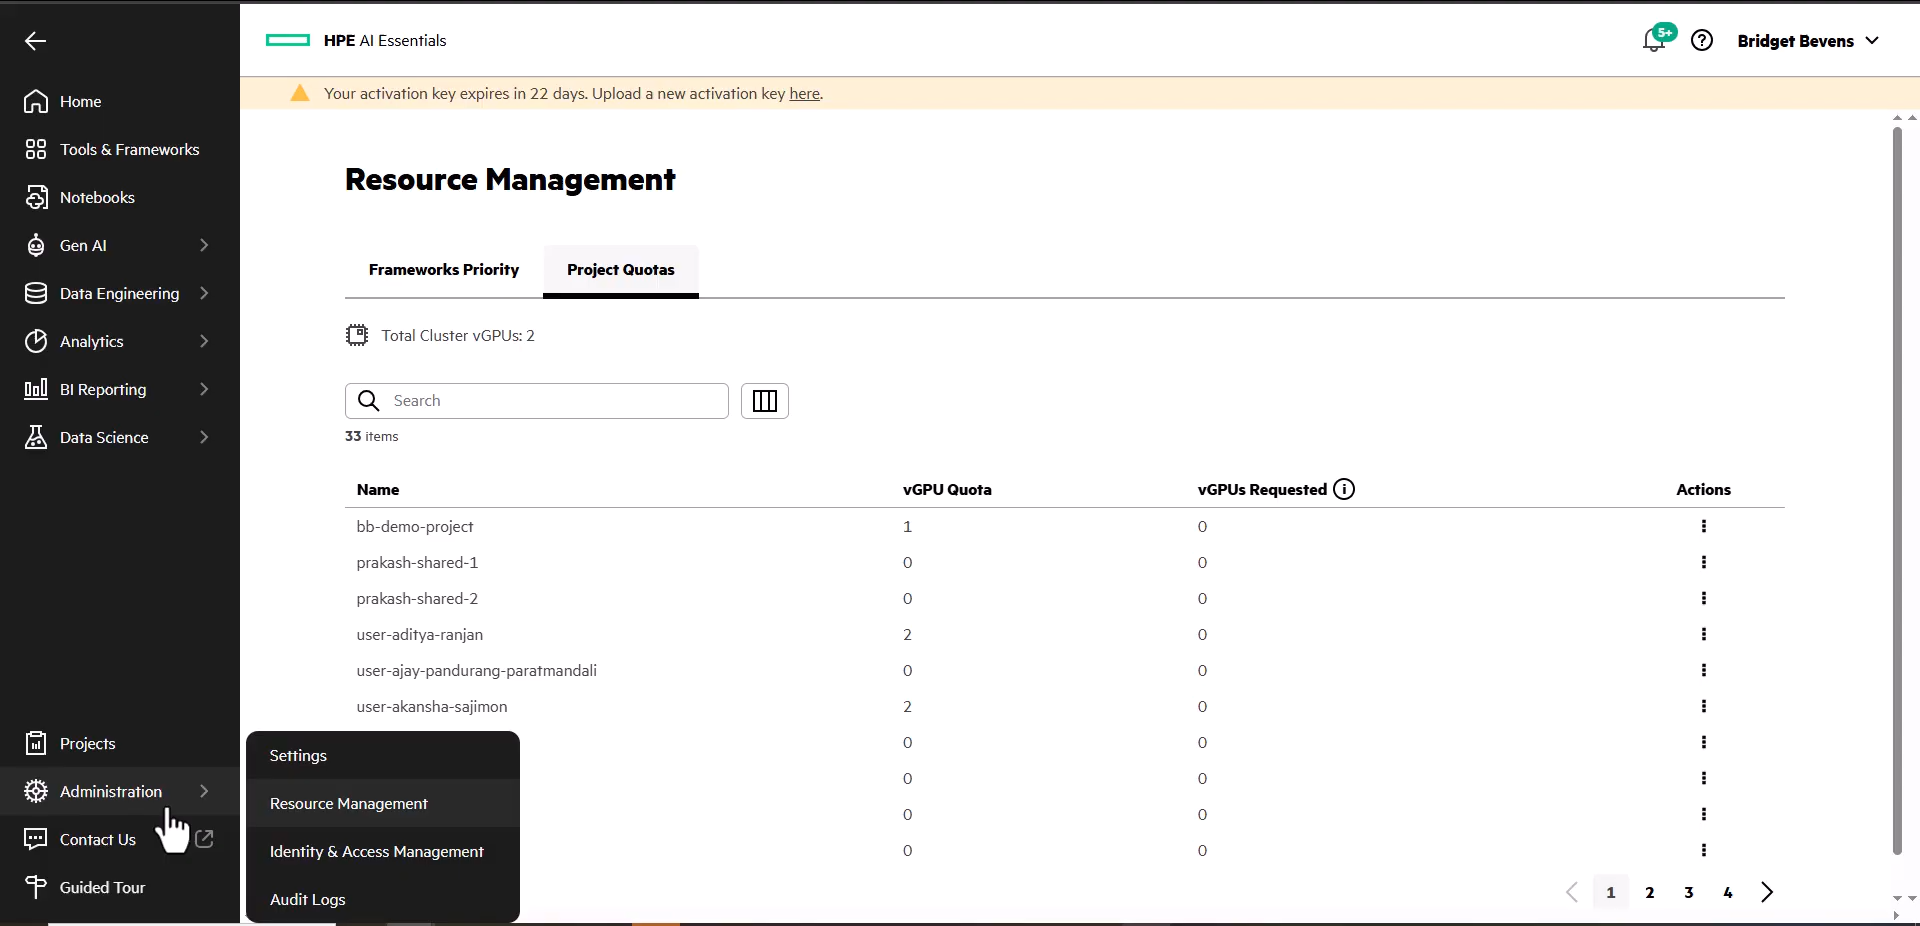 HPE AI Essentials
5+
Bridget Bevens
Your activation key expires in 22 days. Upload a new activation key here.
Home
Tools & Frameworks
Notebooks
Gen AI
Data Engineering
Analytics
BI Reporting
Data Science
Projects
Administration
Contact Us
Guided Tour
Settings
Resource Management
Identity & Access Management
Audit Logs
Resource Management
Frameworks Priority Project Quotas
Total Cluster vGPUs: 2
Search
33 items
Name vGPU Quota vGPUs Requested Actions
bb-demo-project 1 0
prakash-shared-1 0 0
prakash-shared-2 0 0
user-aditya-ranjan 2 0
user-ajay-pandurang-paratmandali 0 0
user-akansha-sajimon 2 0
0 0
0 0
0 0
0 0
1 2 3 4